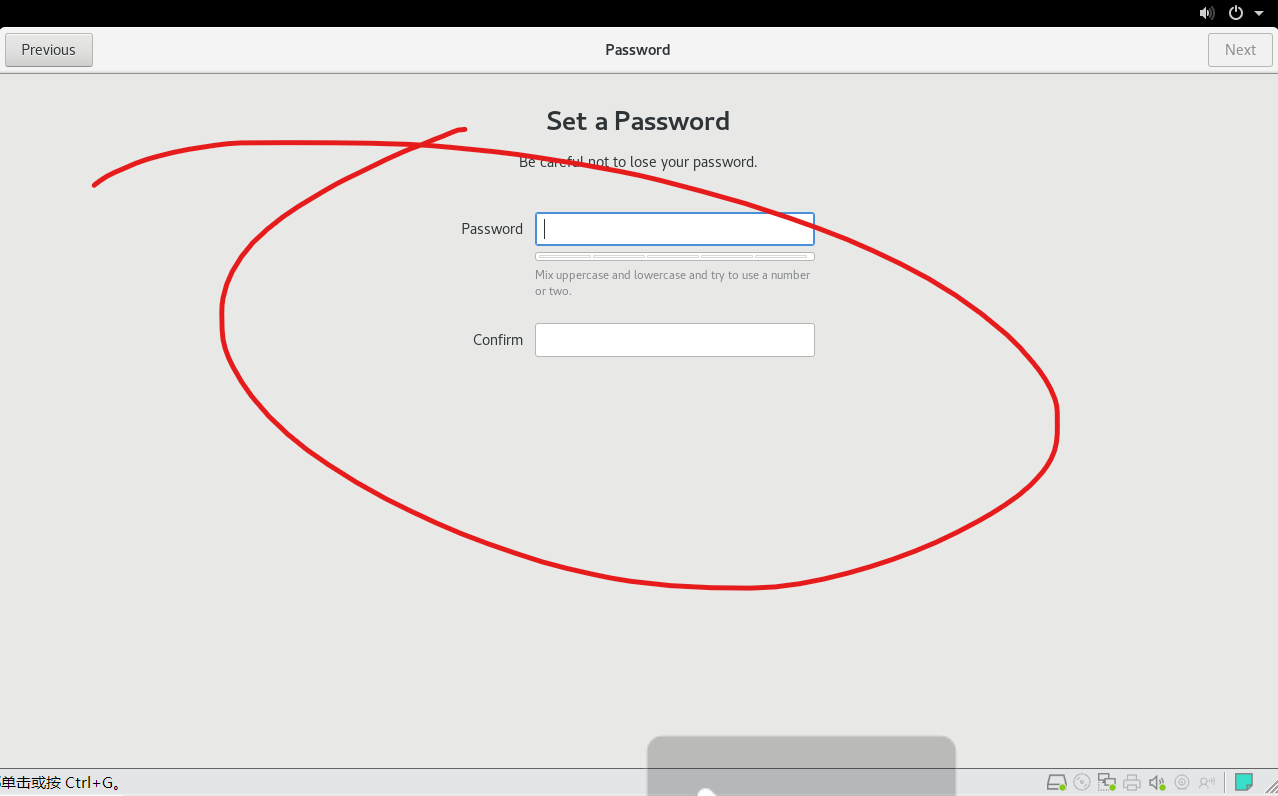 Previous
Password
Next
Set a Password
Be careful not to lose your password.
Password
Mix uppercase and lowercase and try to use a number
or two.
Confirm
单击或按 Ctrl+G。